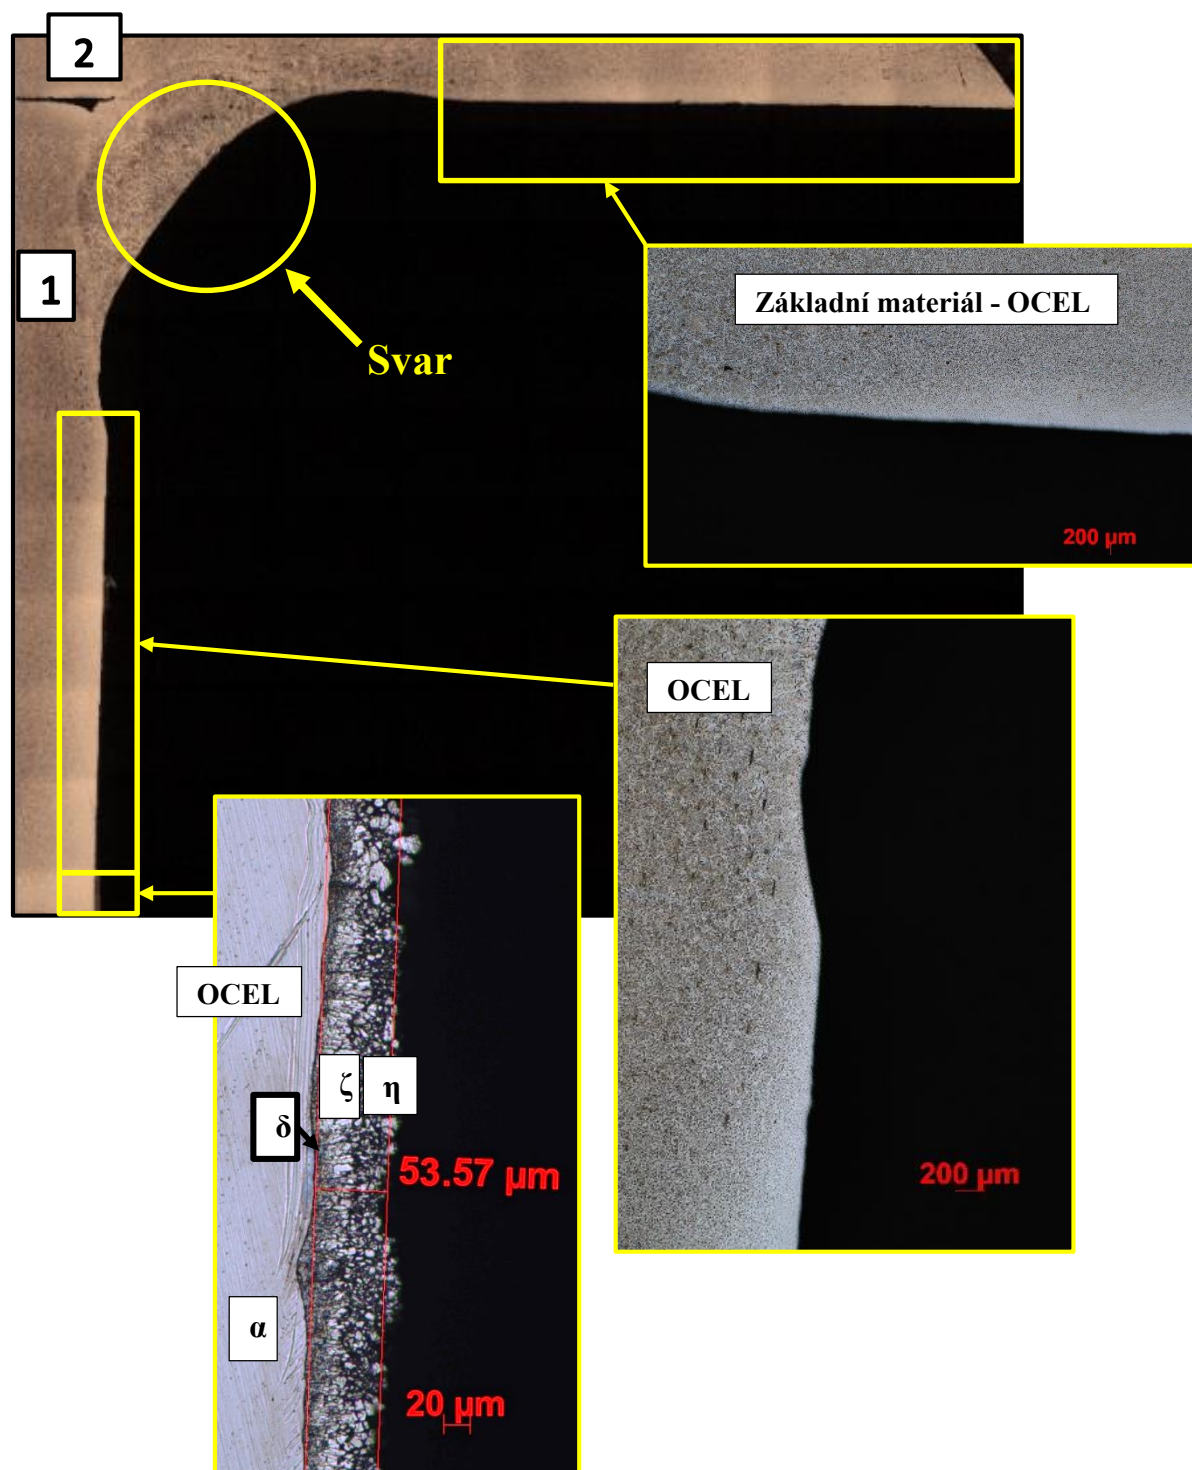 2
1
Svar
Základní materiál - OCEL
200 µm
OCEL
200 µm
OCEL
ζ
η
δ
53.57 µm
α
20 µm